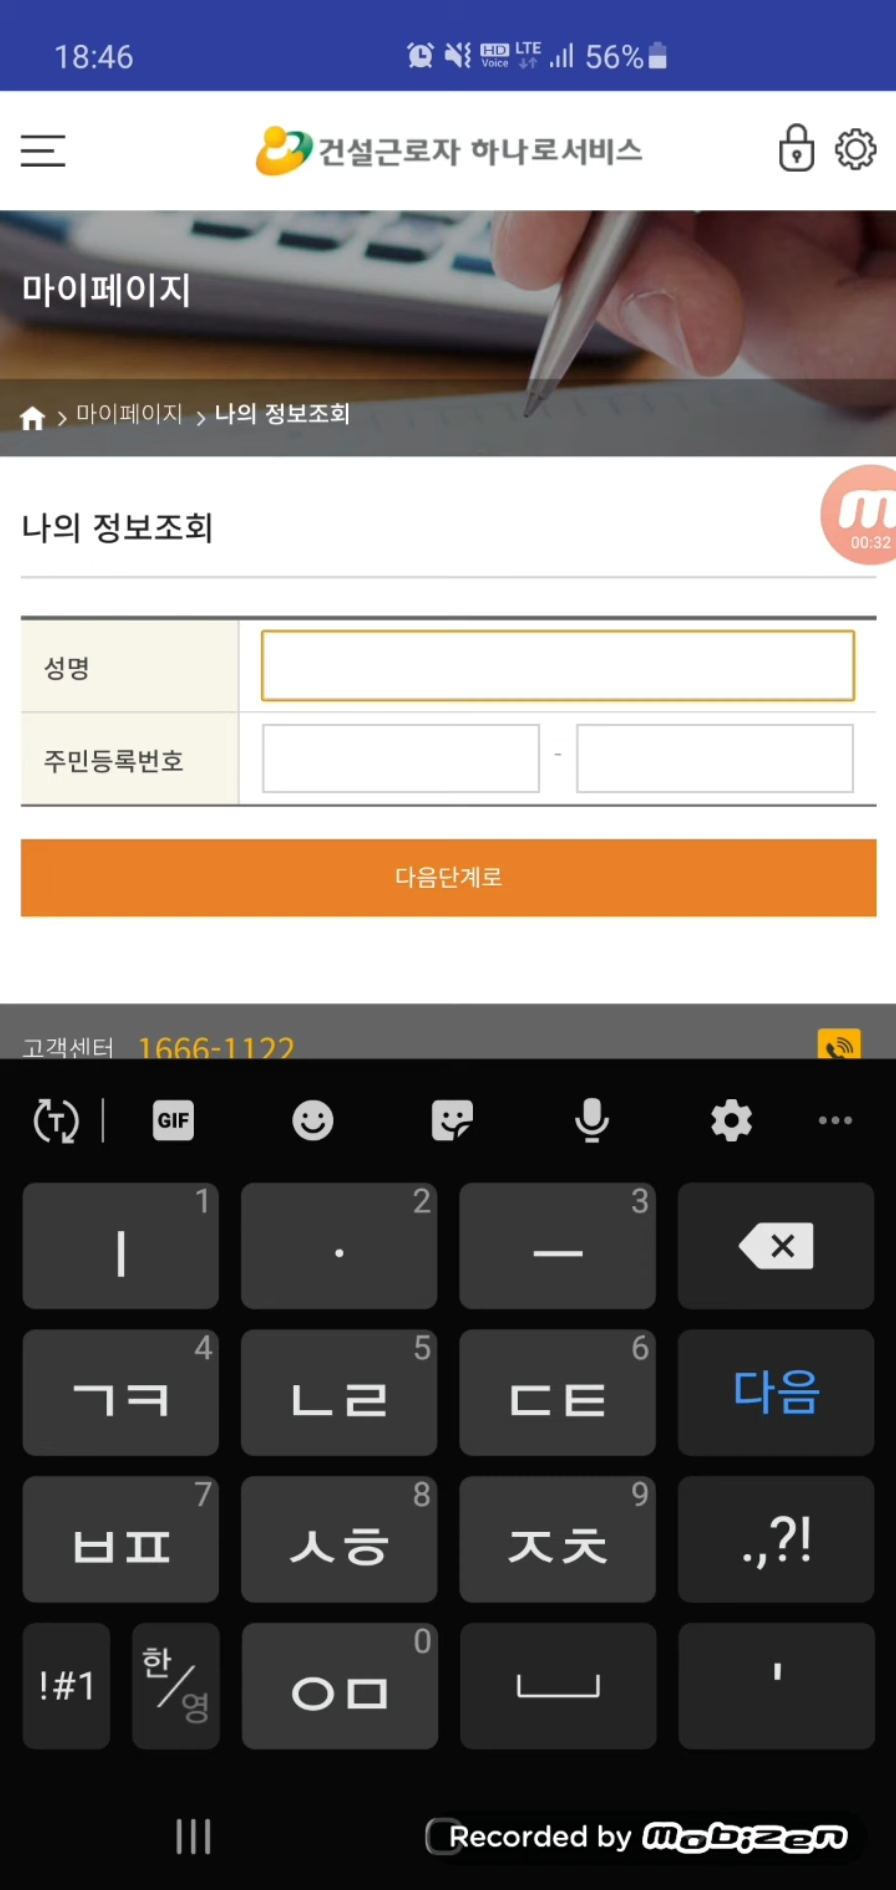 18:46 HD Voice LTE 56%
건설근로자 하나로서비스
마이페이지
마이페이지 > 나의 정보조회
나의 정보조회
m
00:32
성명
주민등록번호 -
다음단계로
고객센터 1666-1122
T GIF
ㅣ 1 · 2 ㅡ 3
ㄱㅋ 4 ㄴㄹ 5 ㄷㅌ 6 다음
ㅂㅍ 7 ㅅㅎ 8 ㅈㅊ 9 .,?!
!#1 한/영 ㅇㅁ 0 '
Recorded by mobizen